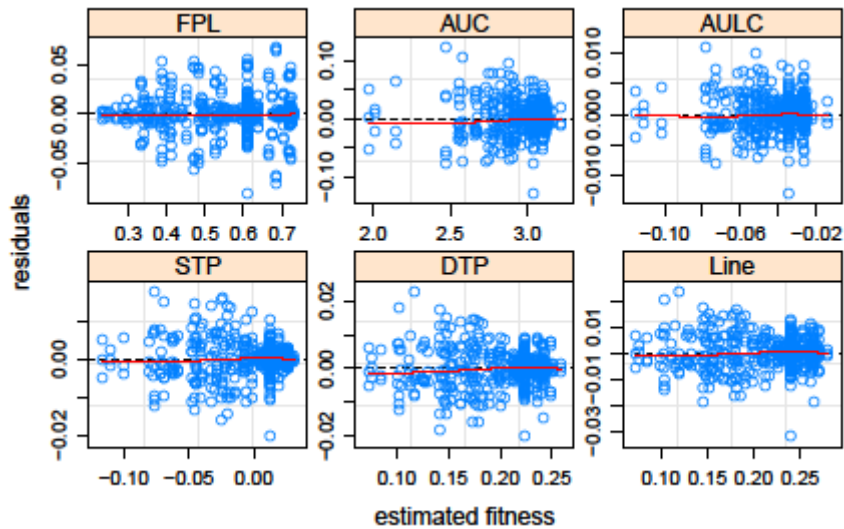 FPL AUC AULC
−0.05 0.00 0.05
−0.10 0.00 0.10
−0.010 0.000 0.010
0.3 0.4 0.5 0.6 0.7
2.0 2.5 3.0
−0.10 −0.06 −0.02
residuals
STP DTP Line
−0.02 0.00
−0.02 0.00 0.02
−0.03 −0.01 0.01
−0.10 −0.05 0.00
0.10 0.15 0.20 0.25
0.10 0.15 0.20 0.25
estimated fitness